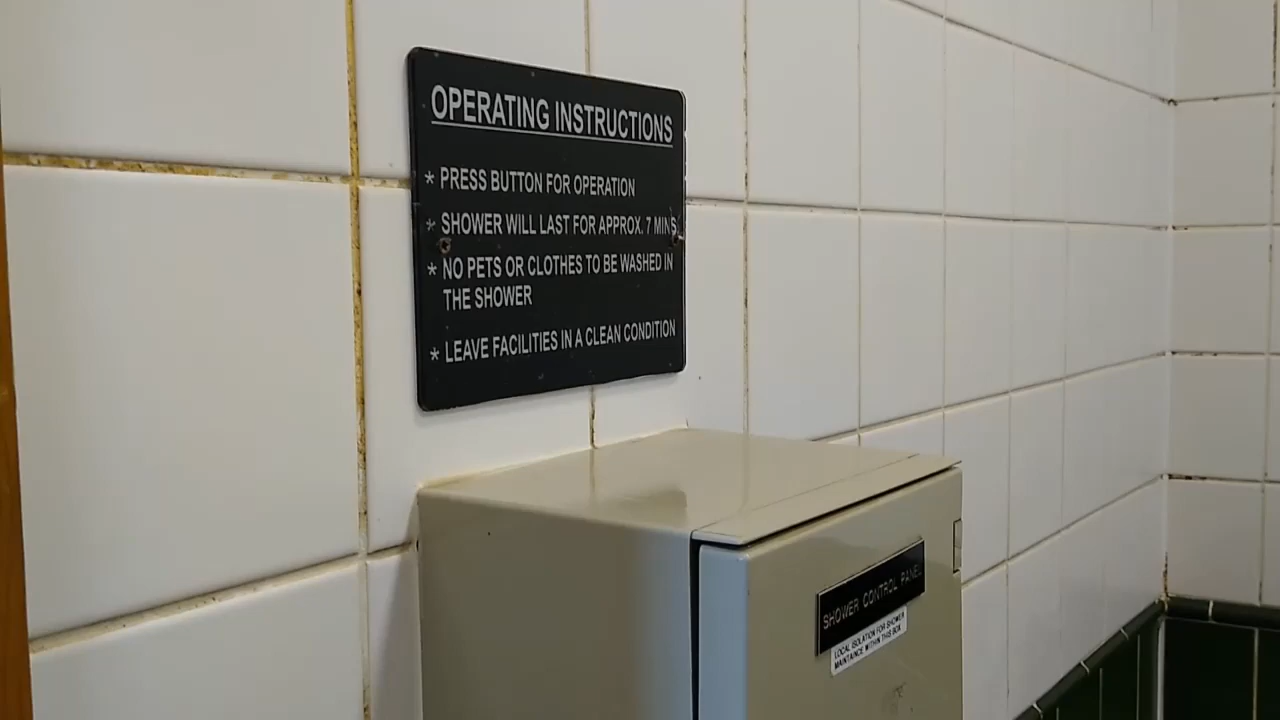 OPERATING INSTRUCTIONS
* PRESS BUTTON FOR OPERATION
* SHOWER WILL LAST FOR APPROX. 7 MINS.
* NO PETS OR CLOTHES TO BE WASHED IN
THE SHOWER
* LEAVE FACILITIES IN A CLEAN CONDITION
SHOWER CONTROL PANEL
LOCAL ISOLATION FOR SHOWER
MAINTAINCE WITHIN THIS BOX